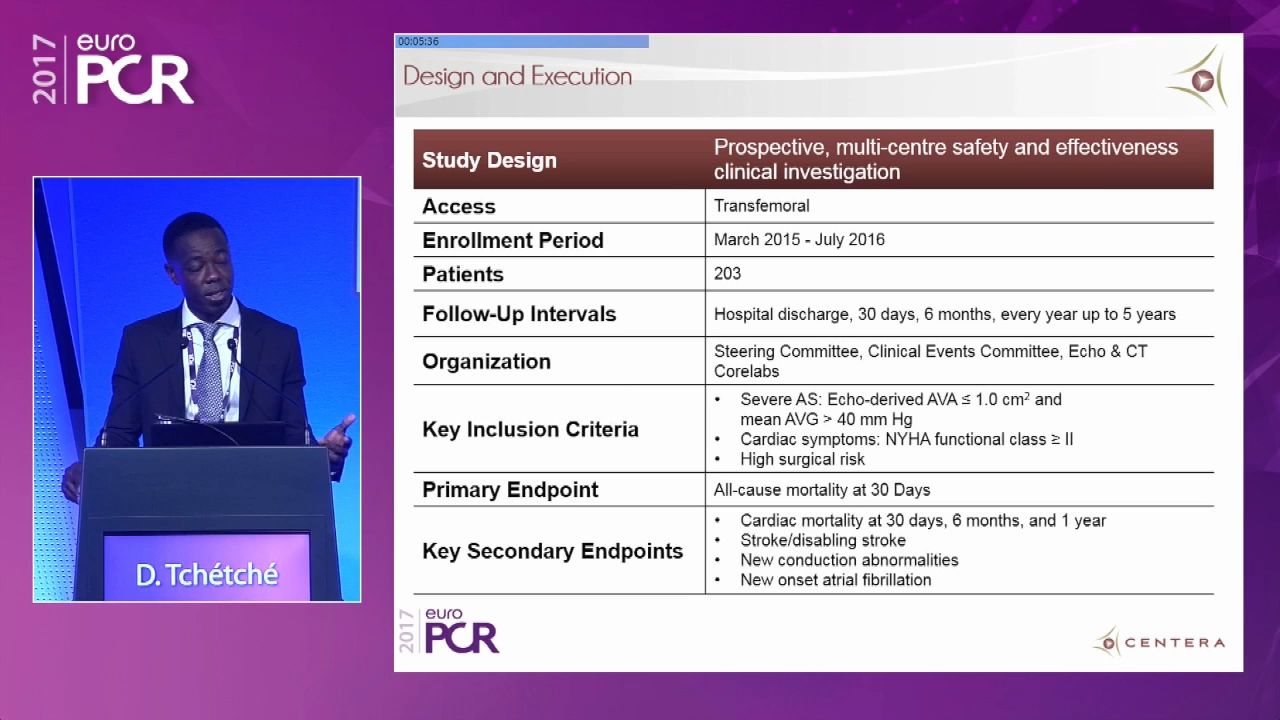 2017
euro
PCR
00:05:36
Design and Execution
Study Design
Prospective, multi-centre safety and effectiveness
clinical investigation
Access
Transfemoral
Enrollment Period
March 2015 - July 2016
Patients
203
Follow-Up Intervals
Hospital discharge, 30 days, 6 months, every year up to 5 years
Organization
Steering Committee, Clinical Events Committee, Echo & CT
Corelabs
Key Inclusion Criteria
• Severe AS: Echo-derived AVA ≤ 1.0 cm² and
mean AVG > 40 mm Hg
• Cardiac symptoms: NYHA functional class ≥ II
• High surgical risk
Primary Endpoint
All-cause mortality at 30 Days
Key Secondary Endpoints
• Cardiac mortality at 30 days, 6 months, and 1 year
• Stroke/disabling stroke
• New conduction abnormalities
• New onset atrial fibrillation
D. Tchétché
2017
euro
PCR
CENTERA